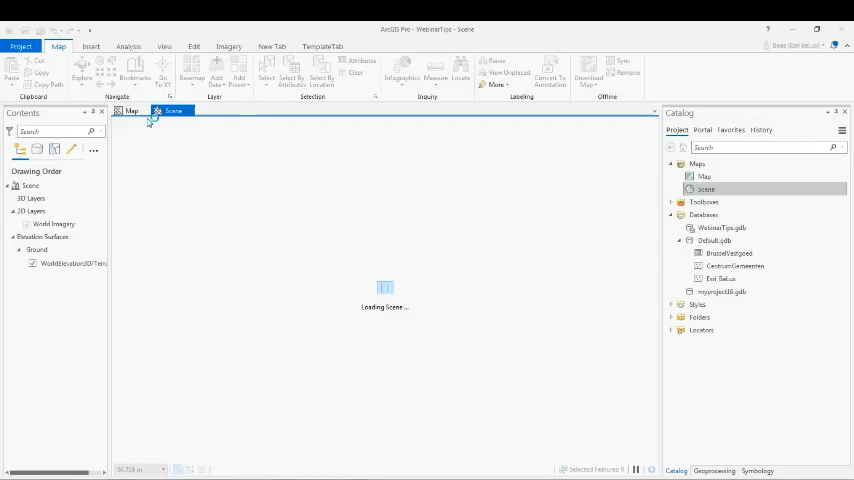 ArcGIS Pro - WebinarTips - Scene
?
Project Map Insert Analysis View Edit Imagery New Tab TemplateTab
Boss (Esri BeLux)
Paste
Cut
Copy
Copy Path
Clipboard
Explore
Bookmarks
Go To XY
Navigate
Basemap
Add Data
Add Preset
Layer
Select
Select By Attributes
Select By Location
Attributes
Clear
Selection
Infographics
Measure
Locate
Inquiry
Pause
View Unplaced
More
Convert To Annotation
Labeling
Download Map
Sync
Remove
Offline
Contents
Search
Drawing Order
Scene
3D Layers
2D Layers
World Imagery
Elevation Surfaces
Ground
WorldElevation3D/Terra
Map Scene
Loading Scene...
Selected Features: 0
Catalog
Project Portal Favorites History
Search
Maps
Map
Scene
Toolboxes
Databases
WebinarTips.gdb
Default.gdb
BrusselVastgoed
CentrumGemeenten
Esri_BeLux
myproject16.gdb
Styles
Folders
Locators
Catalog Geoprocessing Symbology